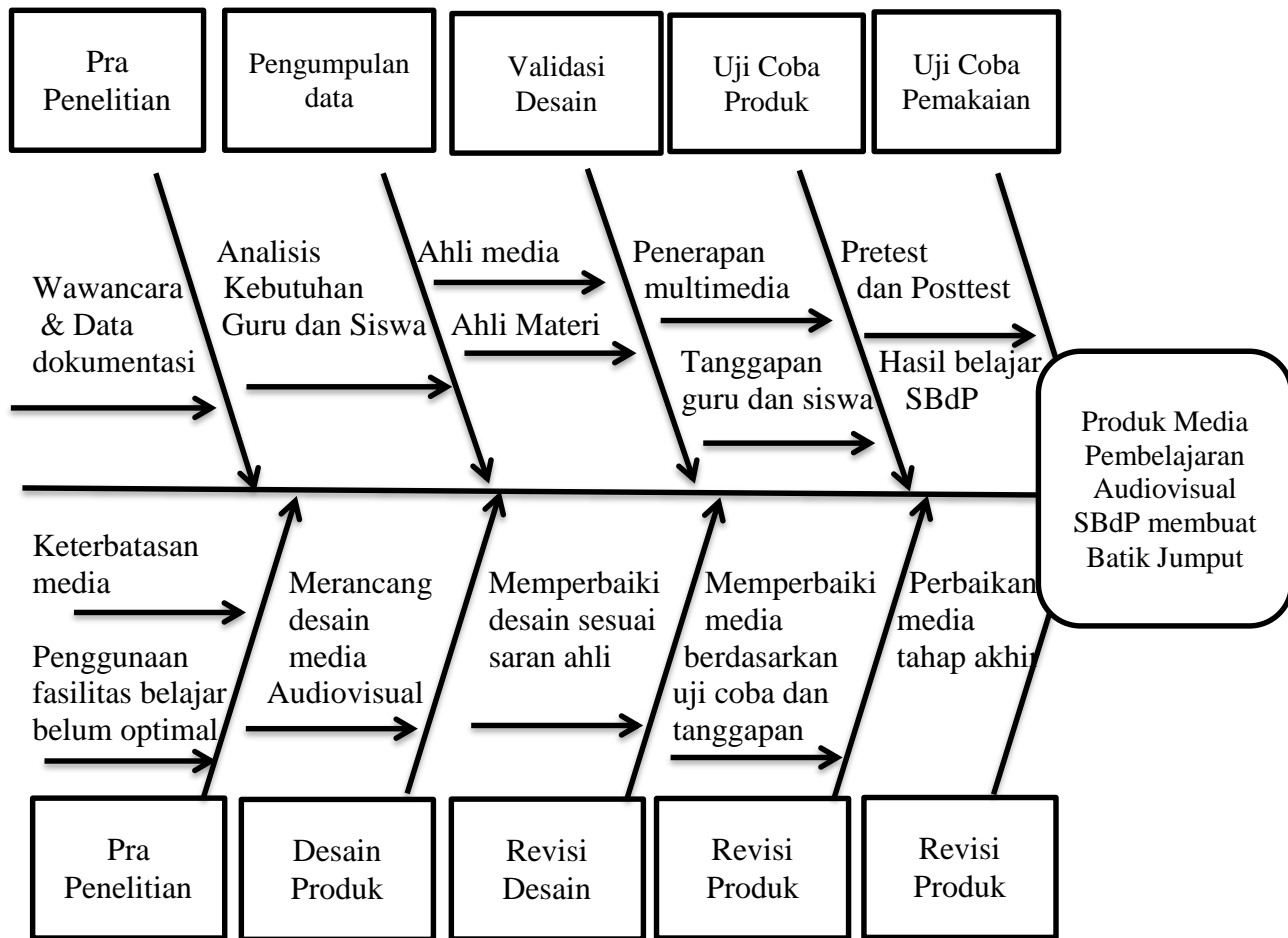 Pra
Penelitian
Pengumpulan
data
Validasi
Desain
Uji Coba
Produk
Uji Coba
Pemakaian
Wawancara
& Data
dokumentasi
Analisis
Kebutuhan
Guru dan Siswa
Ahli media
Ahli Materi
Penerapan
multimedia
Tanggapan
guru dan siswa
Pretest
dan Posttest
Hasil belajar
SBdP
Produk Media
Pembelajaran
Audiovisual
SBdP membuat
Batik Jumput
Keterbatasan
media
Penggunaan
fasilitas belajar
belum optimal
Merancang
desain
media
Audiovisual
Memperbaiki
desain sesuai
saran ahli
Memperbaiki
media
berdasarkan
uji coba dan
tanggapan
Perbaikan
media
tahap akhir
Pra
Penelitian
Desain
Produk
Revisi
Desain
Revisi
Produk
Revisi
Produk